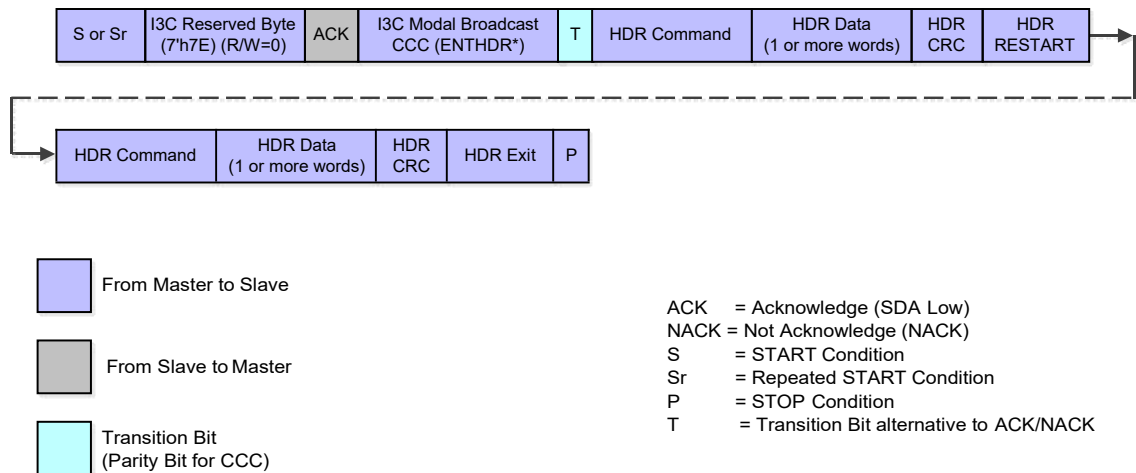 S or Sr
I3C Reserved Byte
(7'h7E) (R/W=0)
ACK
I3C Modal Broadcast
CCC (ENTHDR*)
T
HDR Command
HDR Data
(1 or more words)
HDR
CRC
HDR
RESTART
HDR Command
HDR Data
(1 or more words)
HDR
CRC
HDR Exit
P
From Master to Slave
From Slave to Master
Transition Bit
(Parity Bit for CCC)
ACK = Acknowledge (SDA Low)
NACK = Not Acknowledge (NACK)
S = START Condition
Sr = Repeated START Condition
P = STOP Condition
T = Transition Bit alternative to ACK/NACK